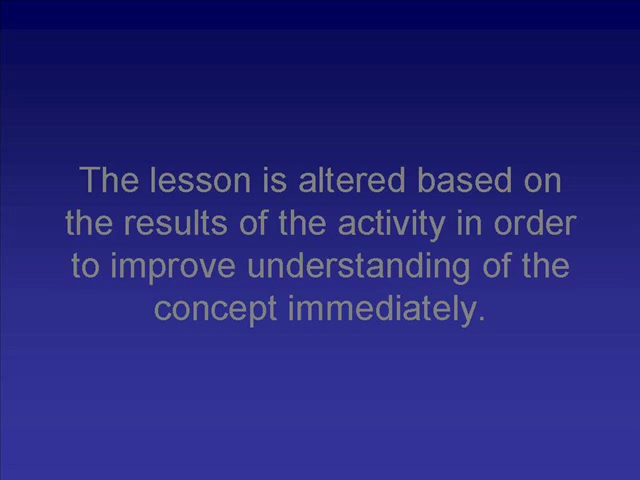 The lesson is altered based on
the results of the activity in order
to improve understanding of the
concept immediately.